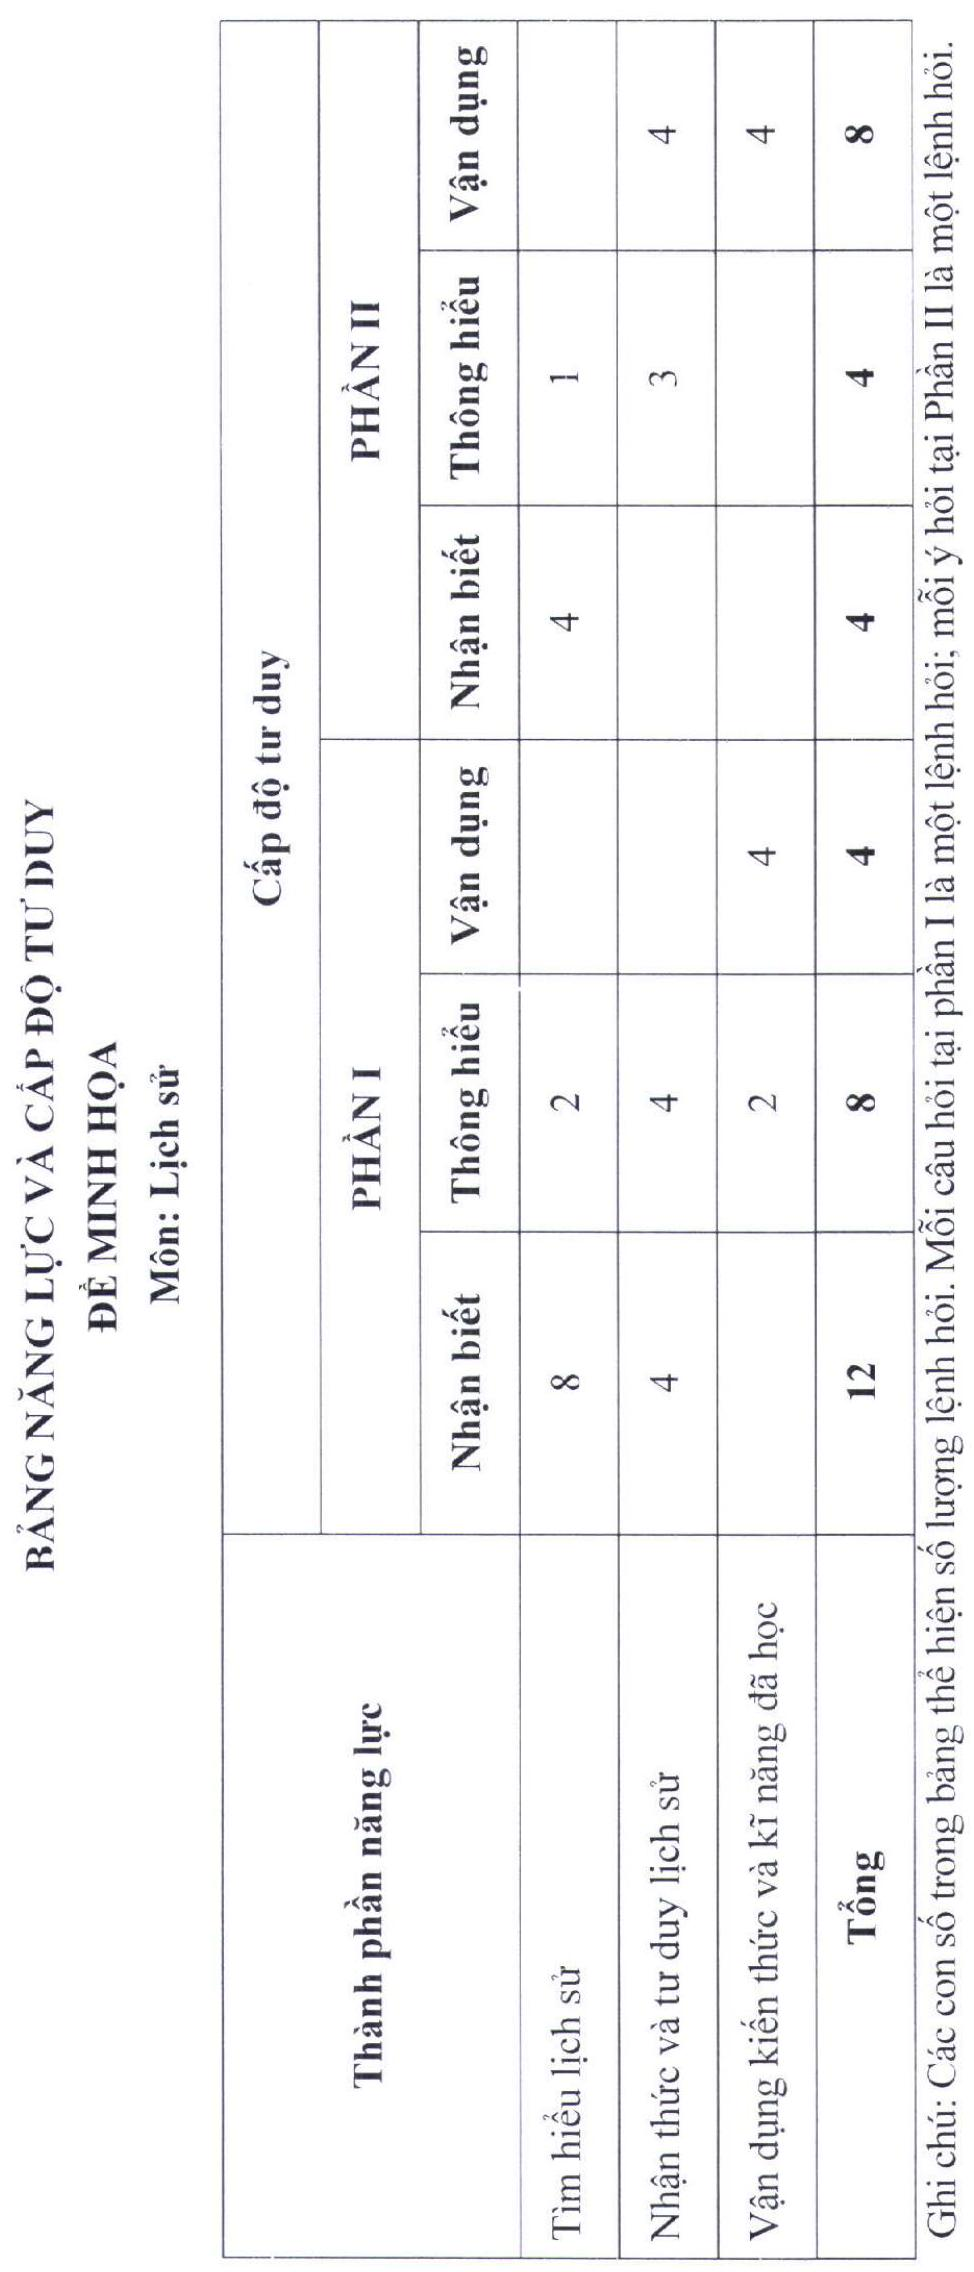 BẢNG NĂNG LỰC VÀ CẤP ĐỘ TƯ DUY
ĐỀ MINH HỌA
Môn: Lịch sử
Thành phần năng lực
Cấp độ tư duy
PHẦN I
PHẦN II
Nhận biết
Thông hiểu
Vận dụng
Nhận biết
Thông hiểu
Vận dụng
Tìm hiểu lịch sử
8
2
4
1
Nhận thức và tư duy lịch sử
4
4
3
4
Vận dụng kiến thức và kĩ năng đã học
2
4
4
Tổng
12
8
4
4
4
8
Ghi chú: Các con số trong bảng thể hiện số lượng lệnh hỏi. Mỗi câu hỏi tại phần I là một lệnh hỏi; mỗi ý hỏi tại Phần II là một lệnh hỏi.